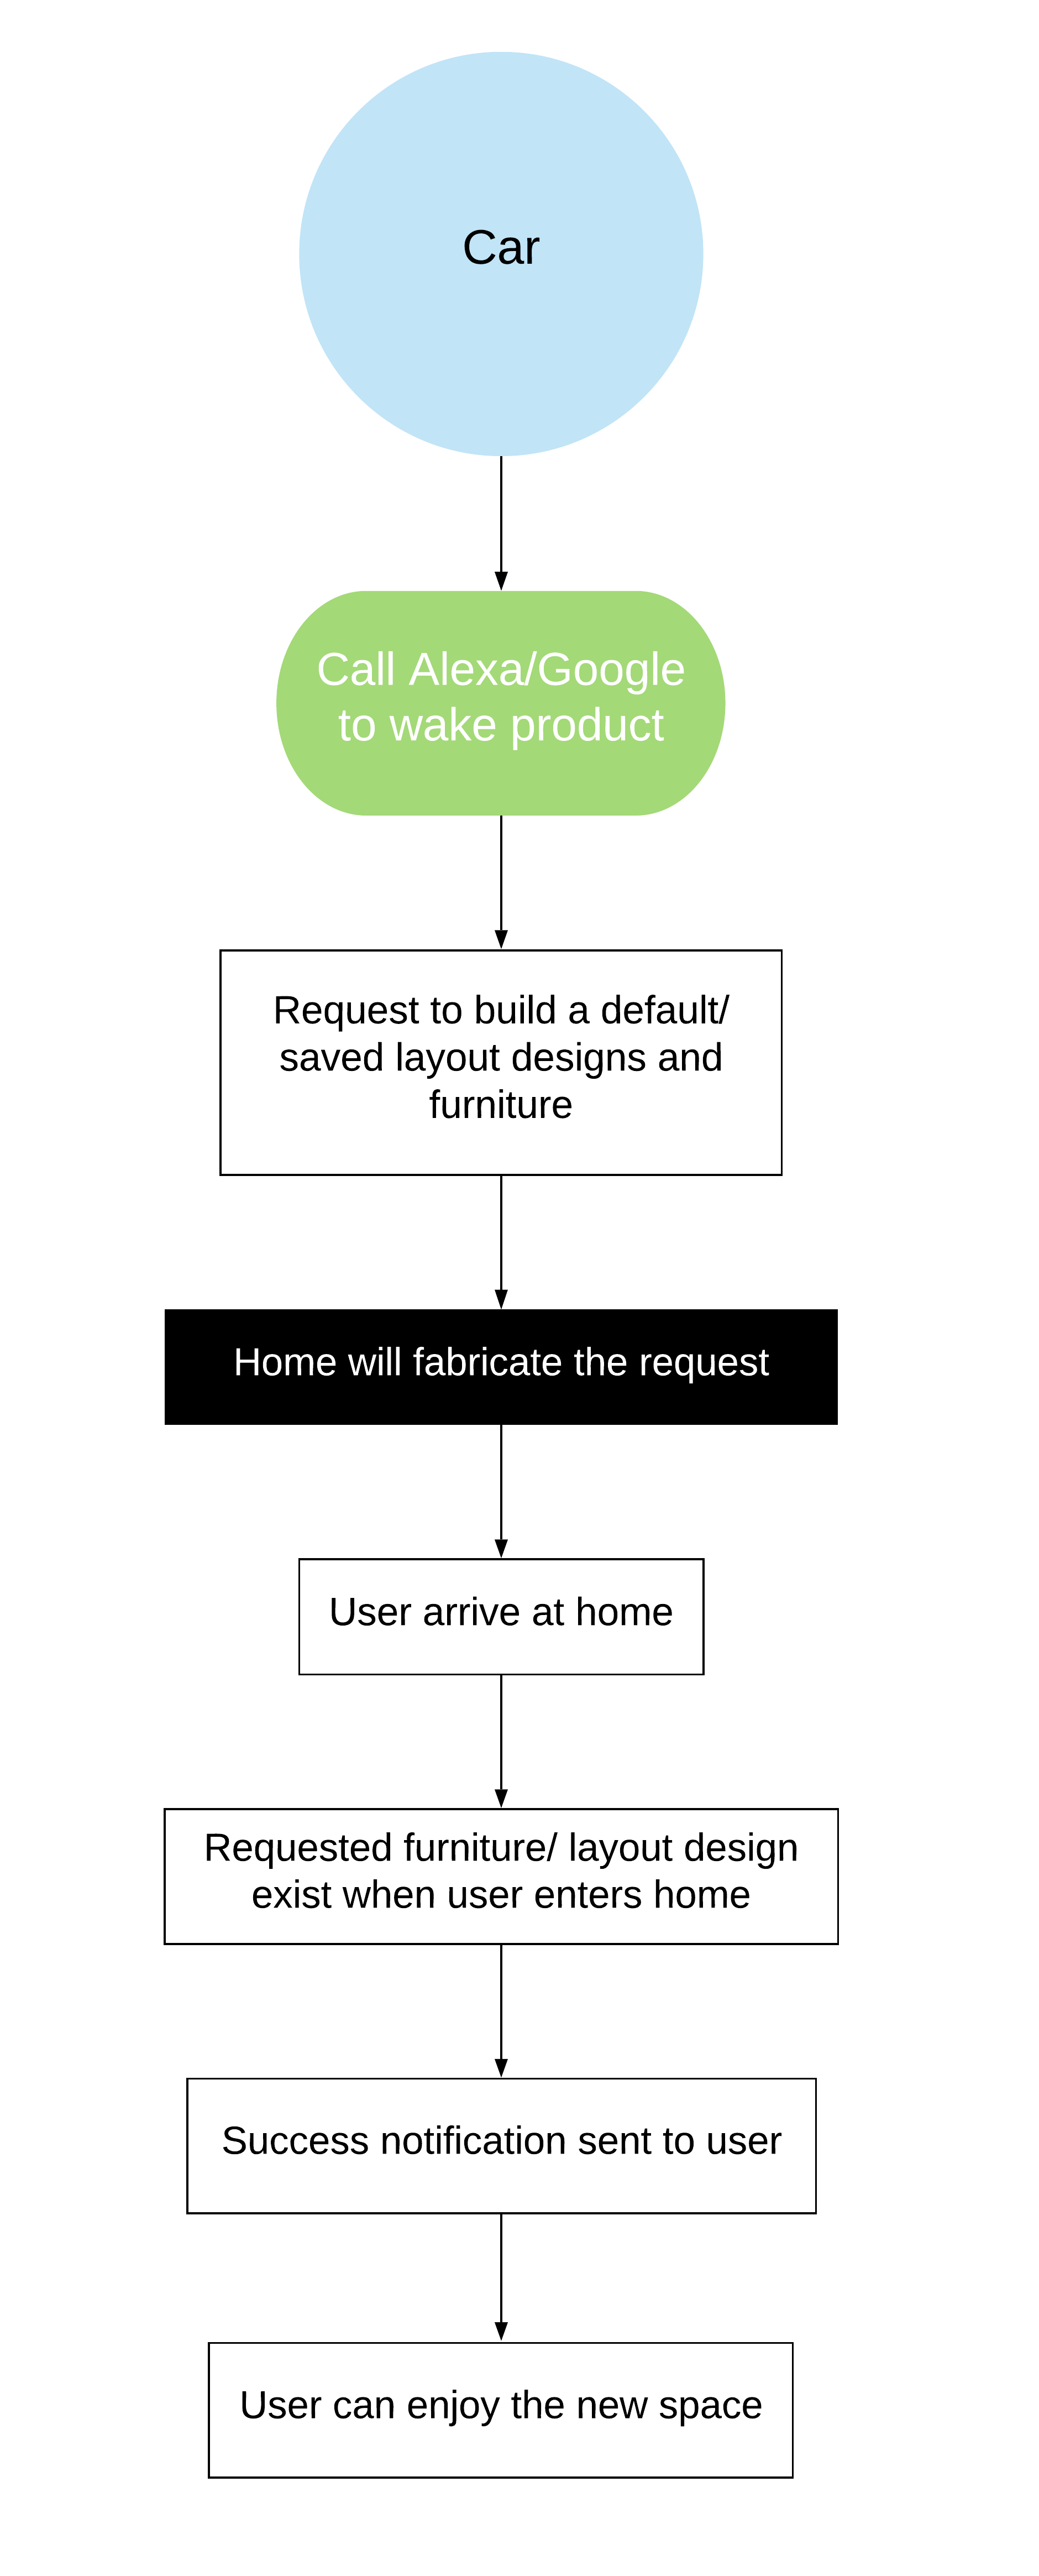 Car
Call Alexa/Google
to wake product
Request to build a default/
saved layout designs and
furniture
Home will fabricate the request
User arrive at home
Requested furniture/ layout design
exist when user enters home
Success notification sent to user
User can enjoy the new space